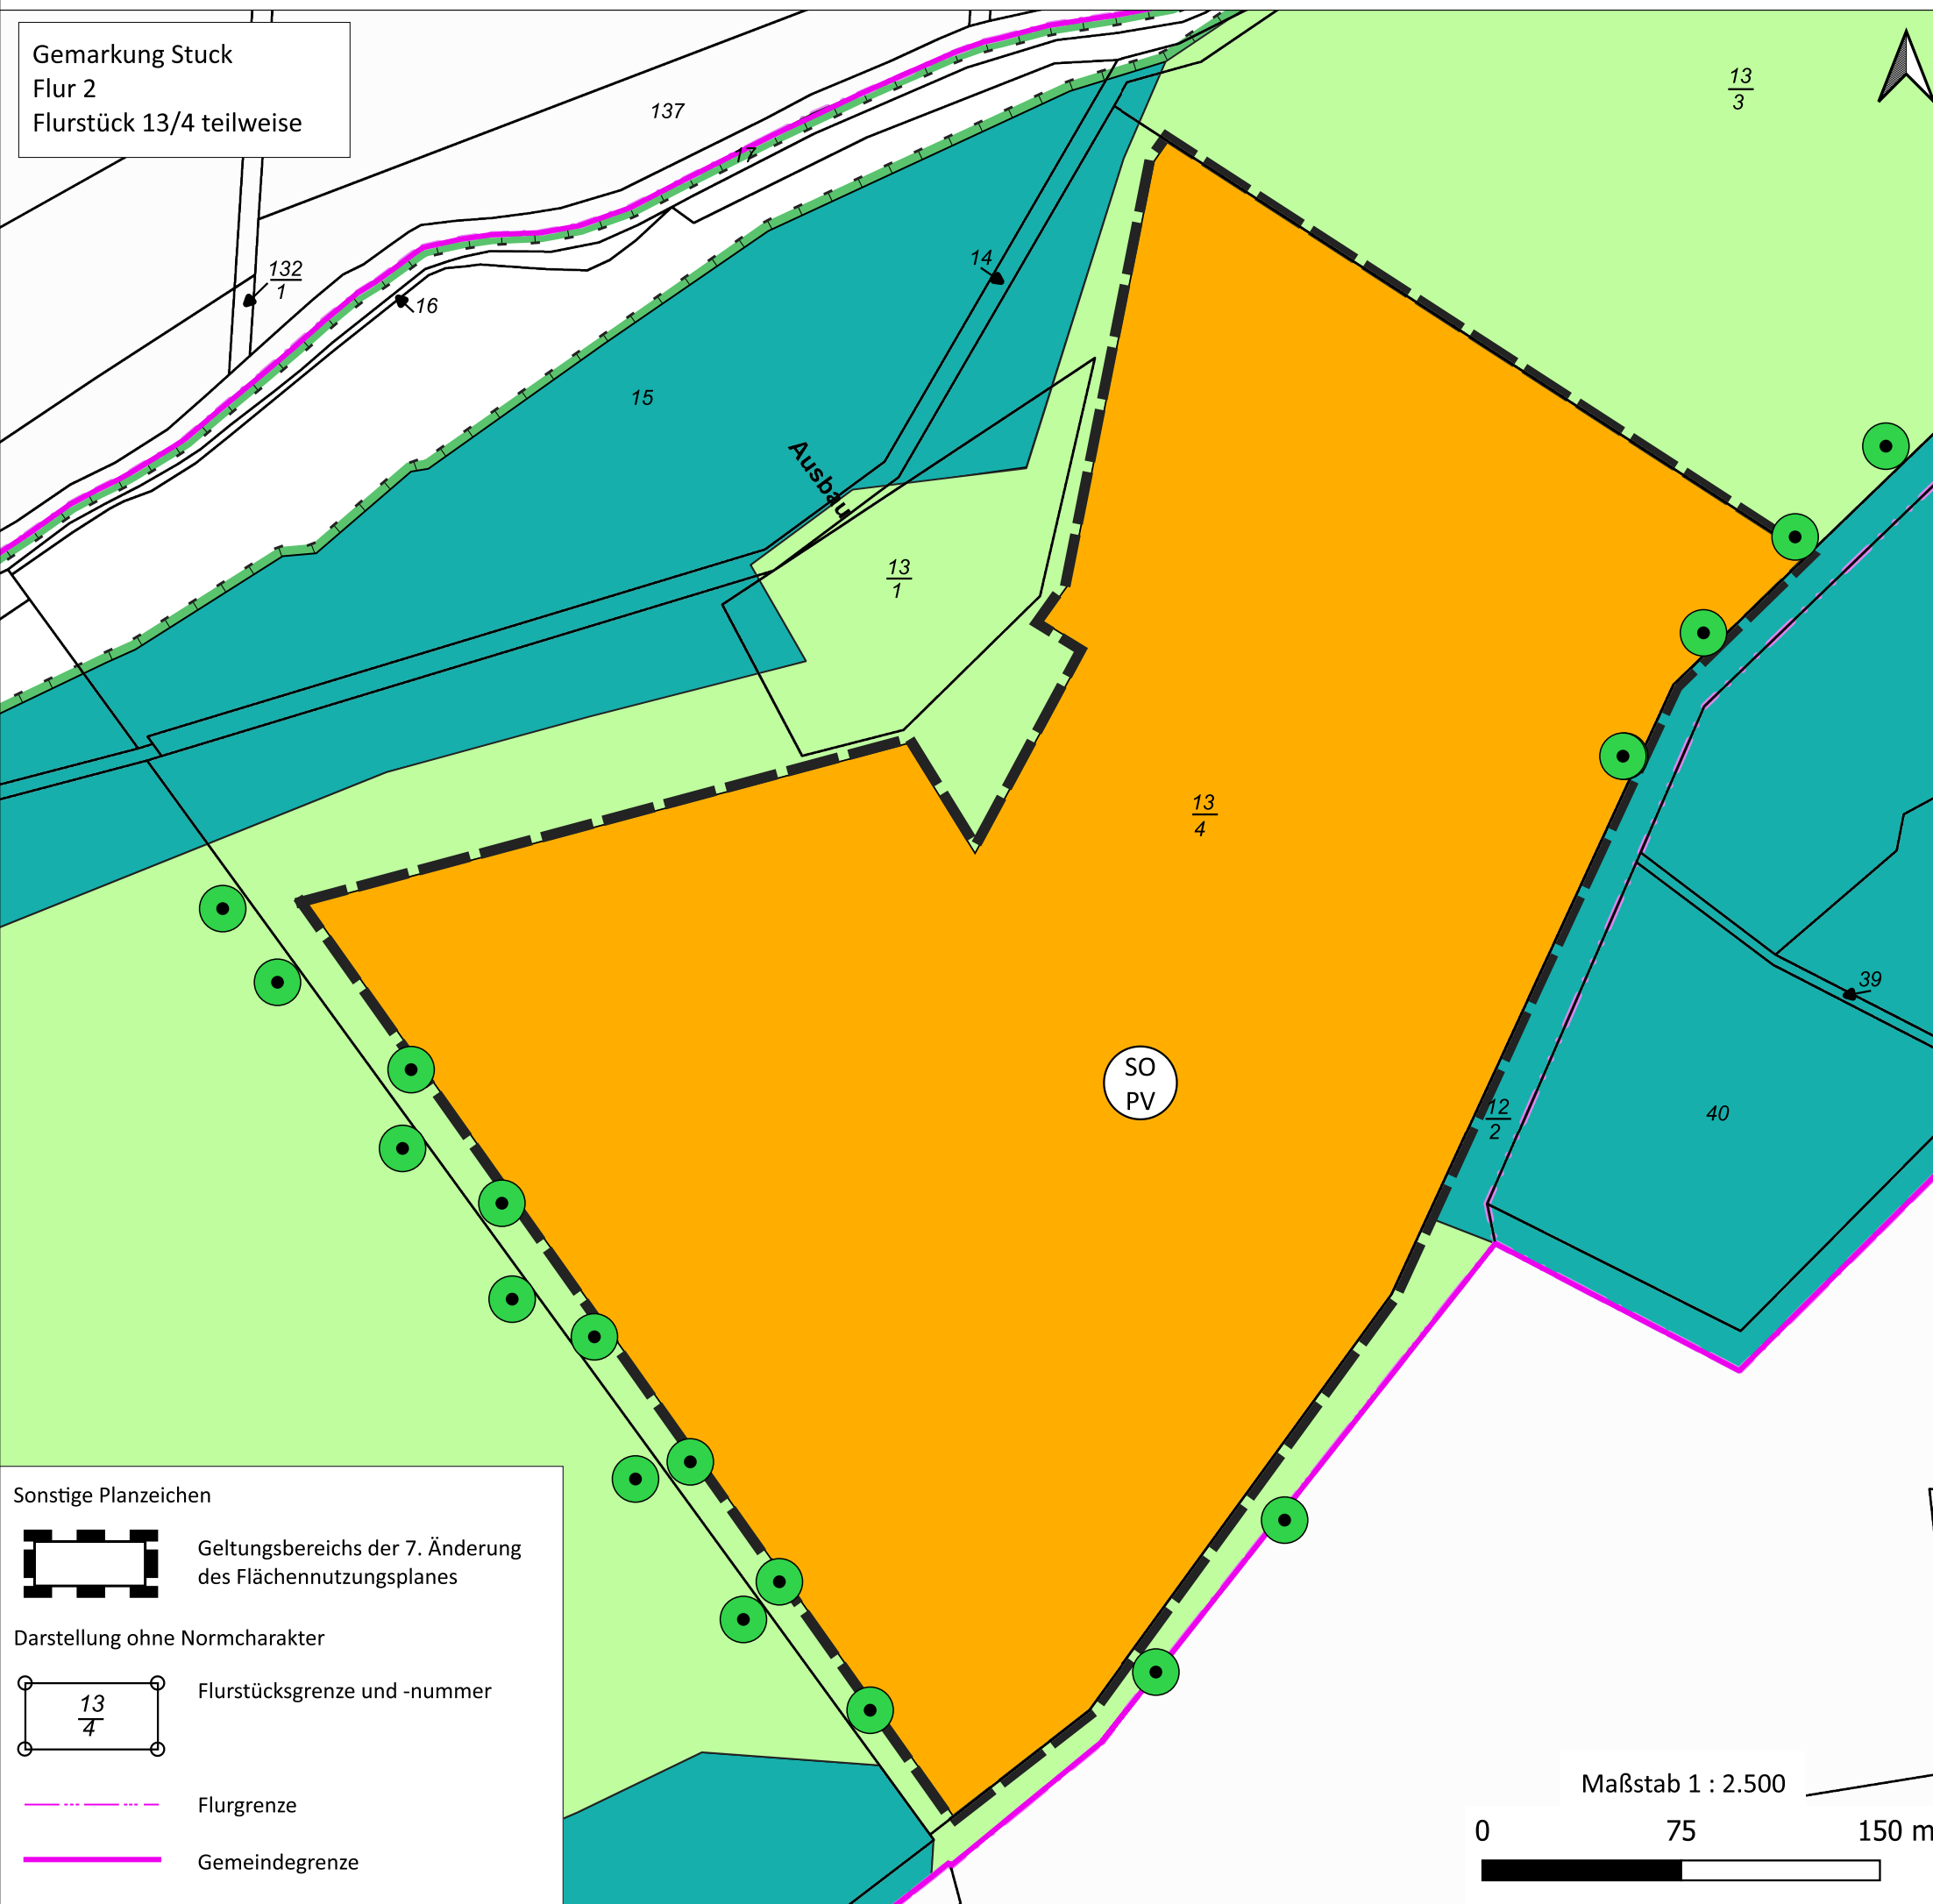 Gemarkung Stuck
Flur 2
Flurstück 13/4 teilweise
13
3
137
17
132
1
16
14
15
Ausbau
13
1
13
4
39
SO
PV
12
2
40
Sonstige Planzeichen
Geltungsbereichs der 7. Änderung
des Flächennutzungsplanes
Darstellung ohne Normcharakter
13
4
Flurstücksgrenze und -nummer
Flurgrenze
Gemeindegrenze
Maßstab 1 : 2.500
0 75 150 m